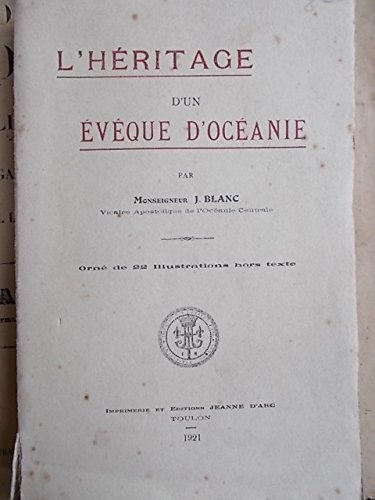 L'HÉRITAGE
D'UN
ÉVÊQUE D'OCÉANIE
PAR
MONSEIGNEUR J. BLANC
Vicaire Apostolique de l'Océanie Centrale
Orné de 22 Illustrations hors texte
IMPRIMERIE ET EDITIONS JEANNE D'ARC
TOULON
1921